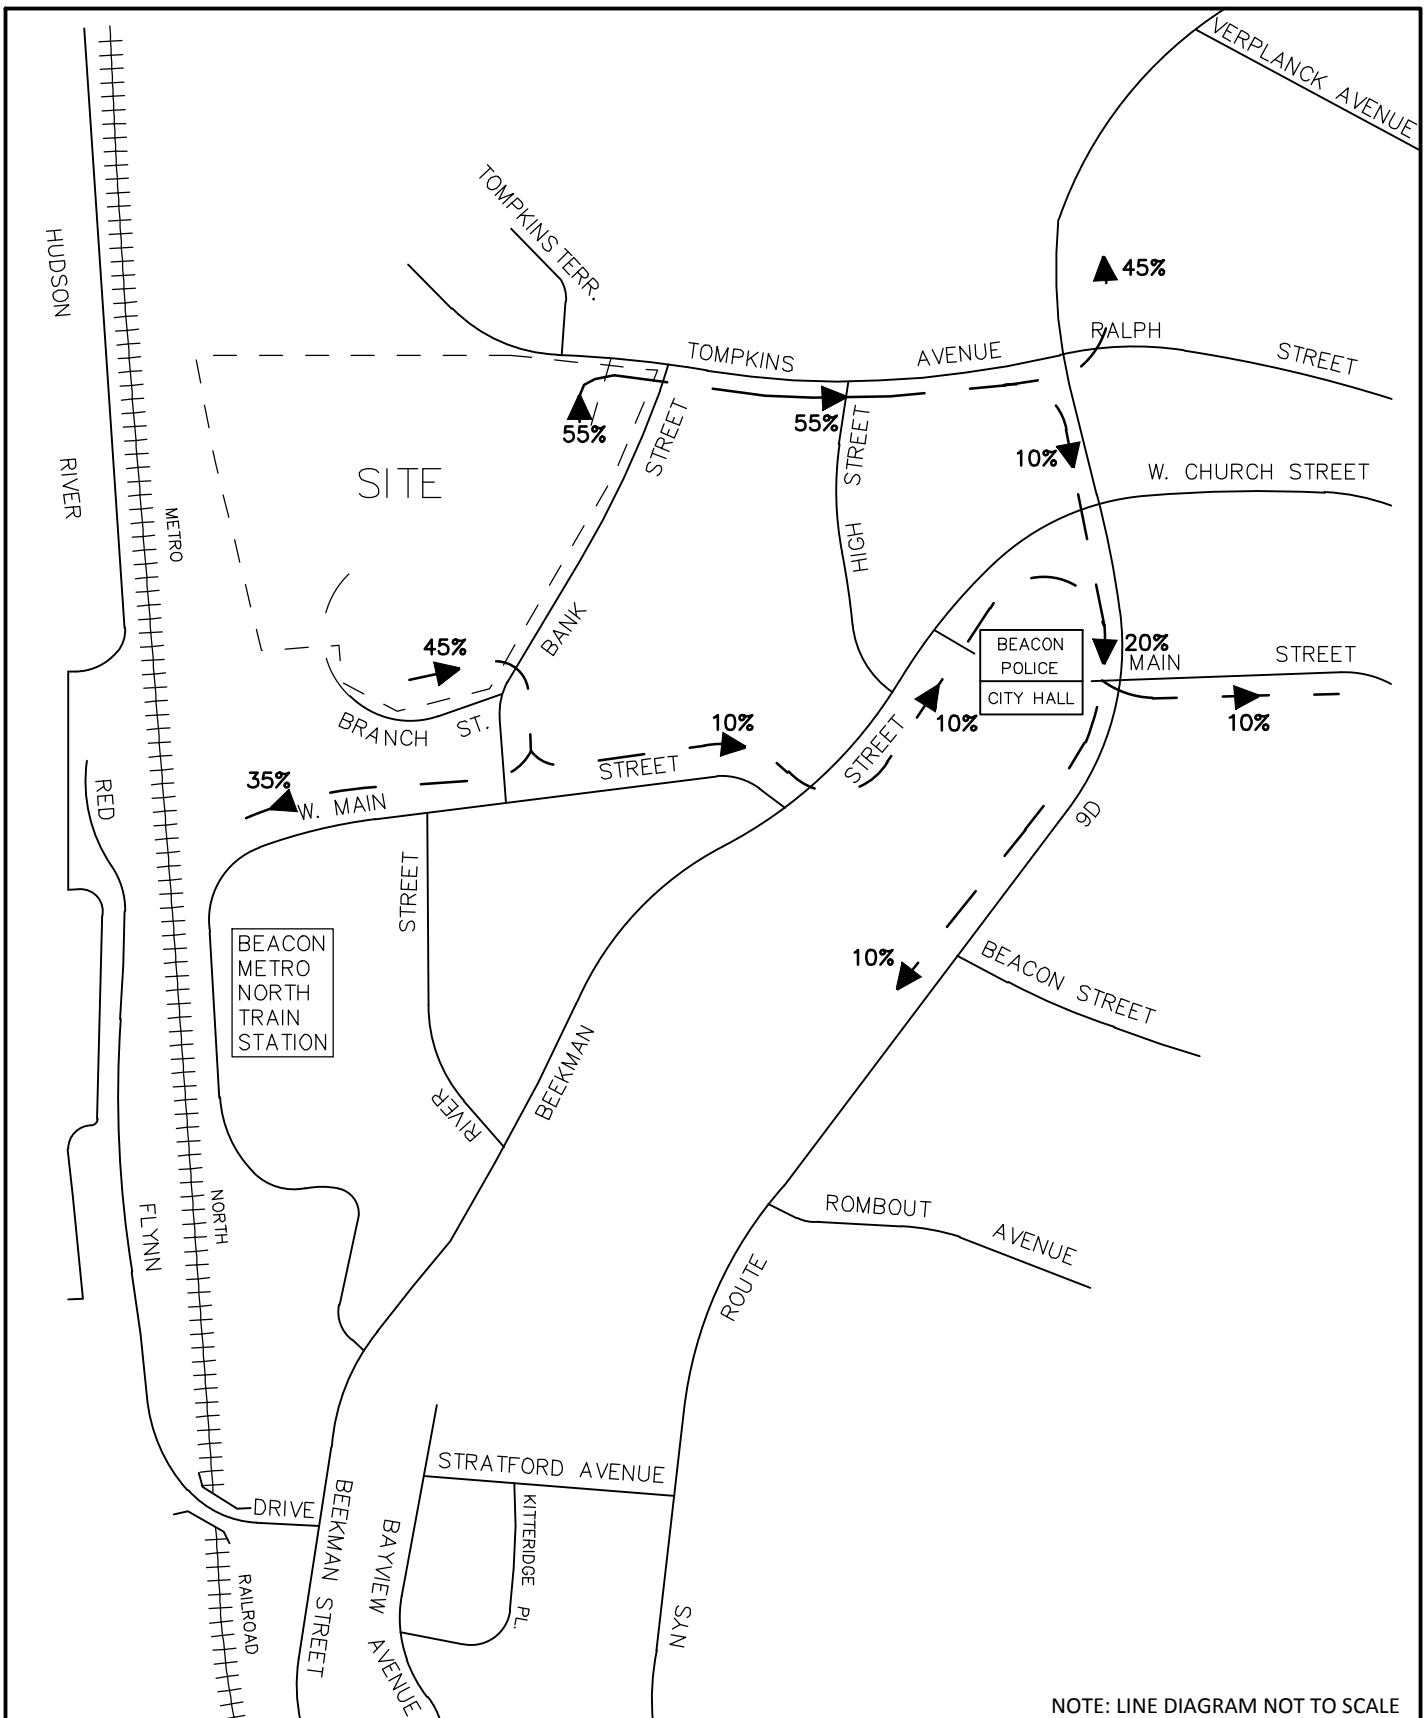 VERPLANCK AVENUE
TOMPKINS TERR.
HUDSON
RIVER
45%
RALPH
STREET
TOMPKINS
AVENUE
55%
55%
STREET
STREET
10%
W. CHURCH STREET
SITE
METRO
HIGH
BANK
45%
BEACON
POLICE
CITY HALL
20%
MAIN
STREET
10%
BRANCH ST.
10%
10%
STREET
STREET
35%
W. MAIN
RED
9D
STREET
BEACON
METRO
NORTH
TRAIN
STATION
10%
BEACON STREET
BEEKMAN
RIVER
NORTH
FLYNN
ROMBOUT
AVENUE
ROUTE
STRATFORD AVENUE
DRIVE
BEEKMAN STREET
BAYVIEW AVENUE
KITTERIDGE PL.
RAILROAD
NYS
NOTE: LINE DIAGRAM NOT TO SCALE